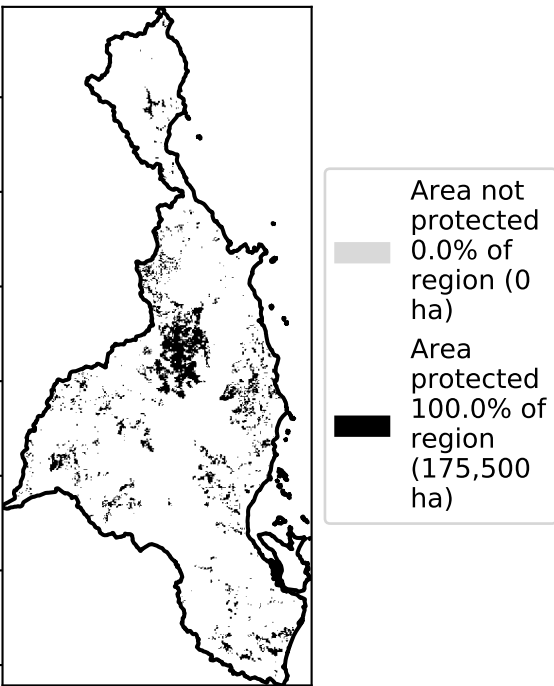 Area not
protected
0.0% of
region (0
ha)
Area
protected
100.0% of
region
(175,500
ha)